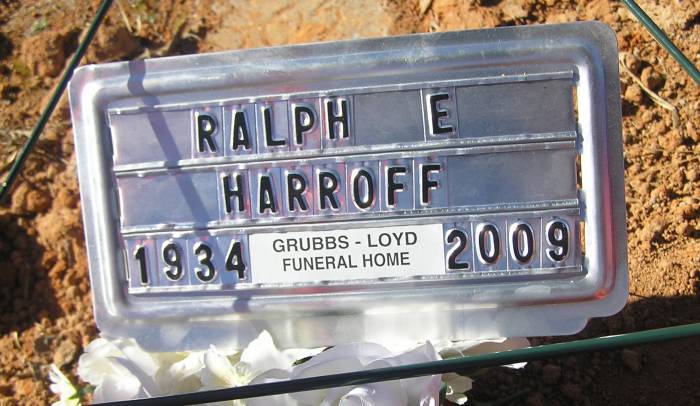 RALPH E
HARROFF
1934 GRUBBS - LOYD 2009
FUNERAL HOME